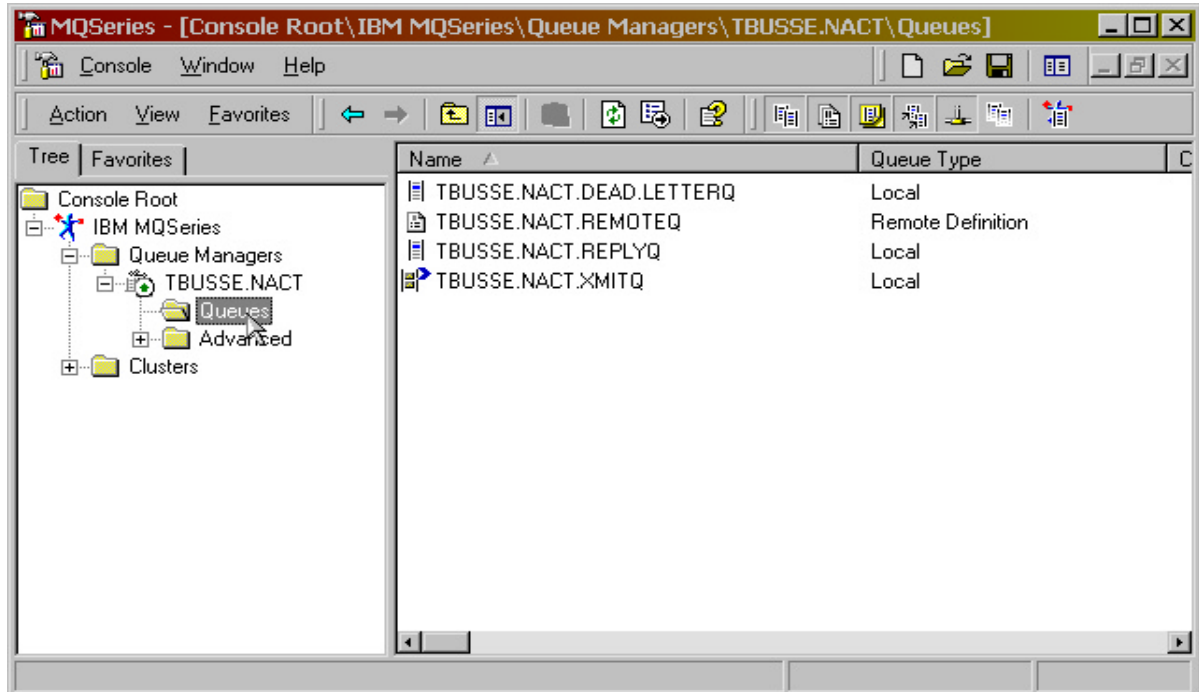 MQSeries - [Console Root\IBM MQSeries\Queue Managers\TBUSSE.NACT\Queues]
Console Window Help
Action View Favorites
Tree Favorites
Name Queue Type C
Console Root
IBM MQSeries
Queue Managers
TBUSSE.NACT
Queues
Advanced
Clusters
TBUSSE.NACT.DEAD.LETTERQ Local
TBUSSE.NACT.REMOTEQ Remote Definition
TBUSSE.NACT.REPLYQ Local
TBUSSE.NACT.XMITQ Local